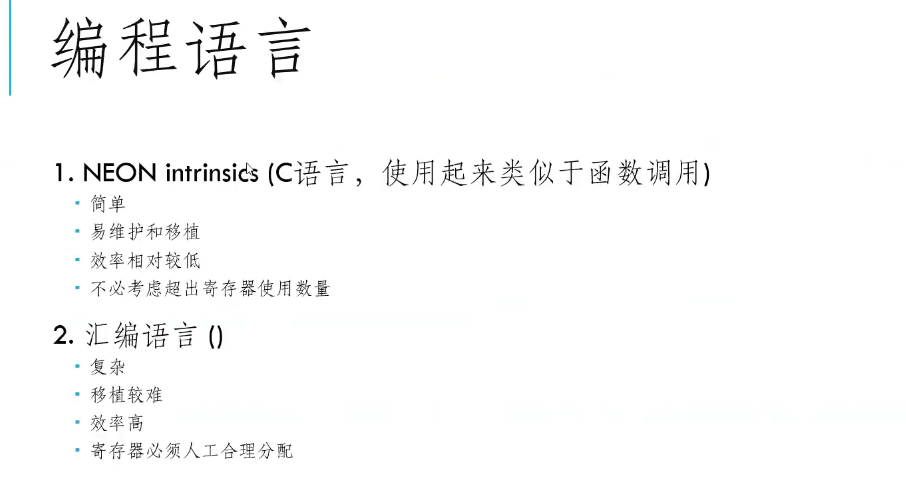 编程语言
1. NEON intrinsics (C语言，使用起来类似于函数调用)
▪ 简单
▪ 易维护和移植
▪ 效率相对较低
▪ 不必考虑超出寄存器使用数量
2. 汇编语言 ()
▪ 复杂
▪ 移植较难
▪ 效率高
▪ 寄存器必须人工合理分配